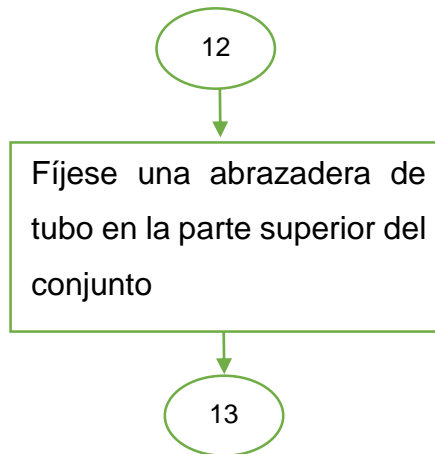 12
Fíjese una abrazadera de
tubo en la parte superior del
conjunto
13